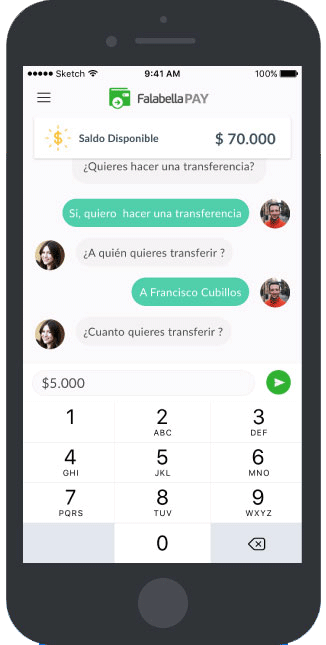 Sketch 9:41 AM 100%
Falabella PAY
Saldo Disponible $ 70.000
¿Quieres hacer una transferencia?
Si, quiero hacer una transferencia
¿A quién quieres transferir ?
A Francisco Cubillos
¿Cuanto quieres transferir ?
$5.000
1 2 3
ABC DEF
4 5 6
GHI JKL MNO
7 8 9
PQRS TUV WXYZ
0